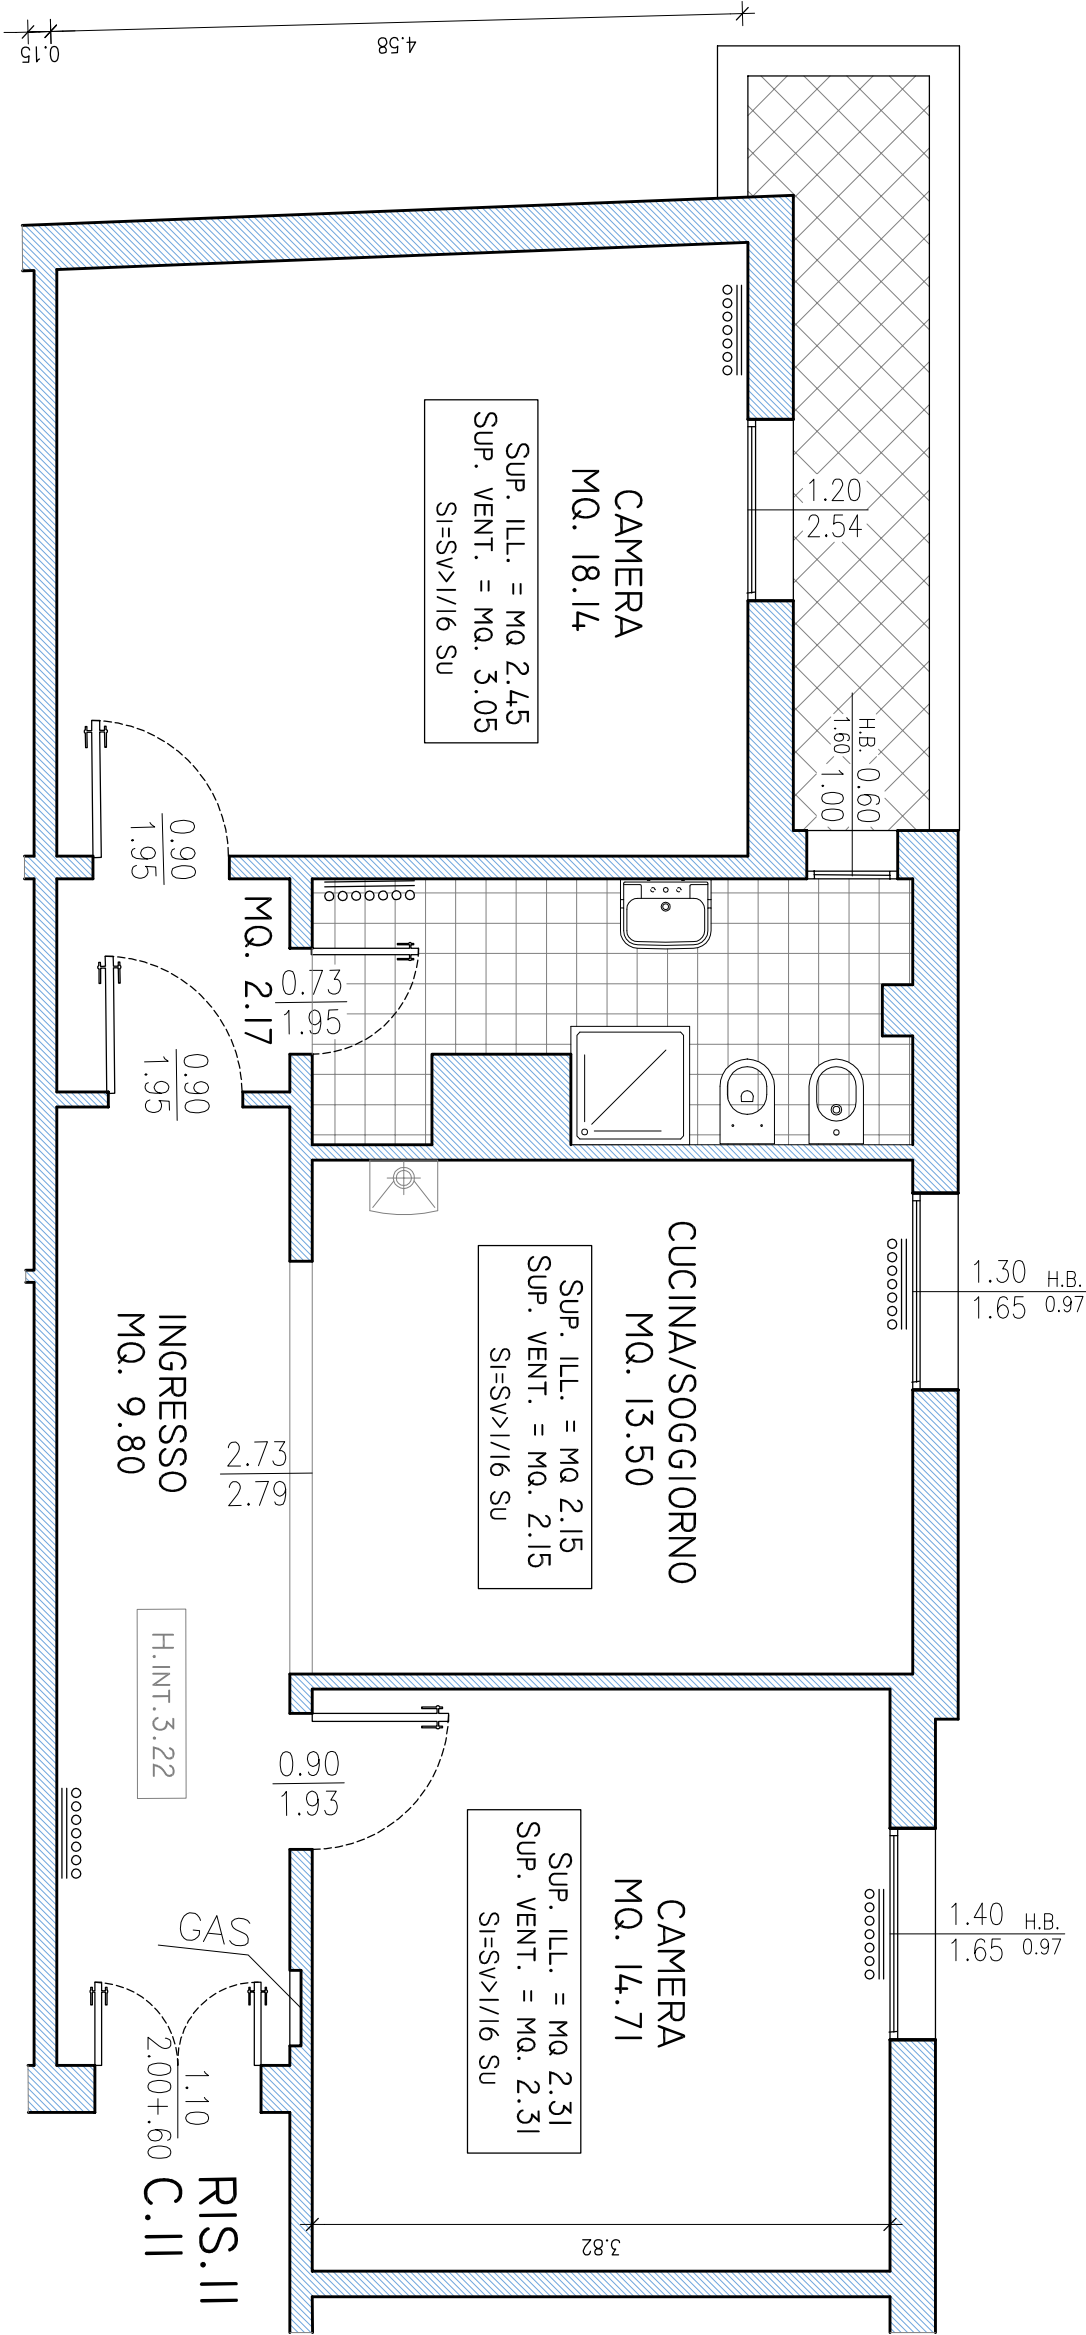 0.15
4.58
CAMERA
MQ. 18.14
SUP. ILL. = MQ 2.45
SUP. VENT. = MQ. 3.05
SI=SV>1/16 SU
1.20
2.54
H.B. 0.60
1.60 1.00
0.90
1.95
MQ. 2.17
0.73
1.95
0.90
1.95
CUCINA/SOGGIORNO
MQ. 13.50
SUP. ILL. = MQ 2.15
SUP. VENT. = MQ. 2.15
SI=SV>1/16 SU
1.30 H.B.
1.65 0.97
INGRESSO
MQ. 9.80
2.73
2.79
H.INT.3.22
0.90
1.93
CAMERA
MQ. 14.71
SUP. ILL. = MQ 2.31
SUP. VENT. = MQ. 2.31
SI=SV>1/16 SU
1.40 H.B.
1.65 0.97
GAS
1.10
2.00+.60
RIS.11
C.11
3.82